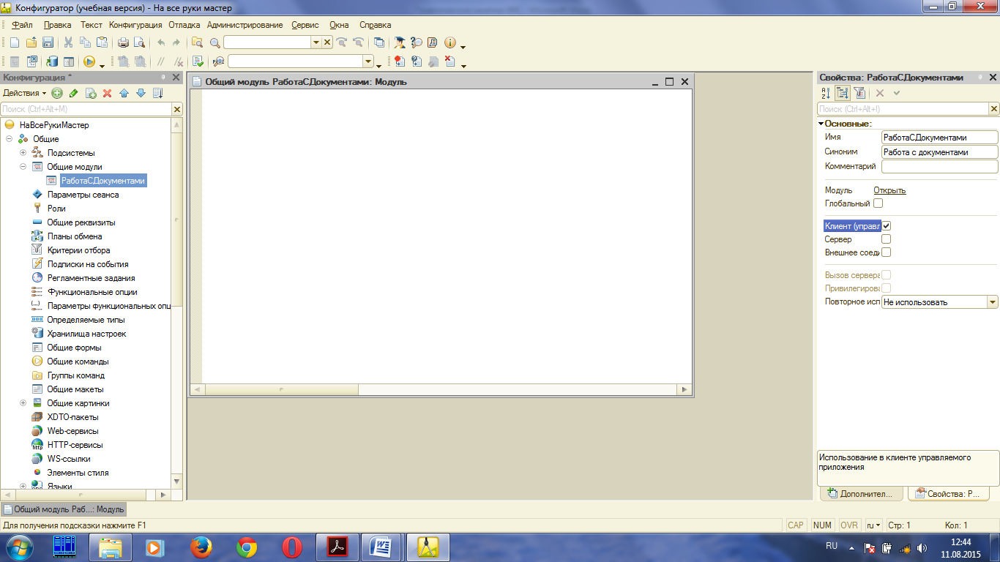 Конфигуратор (учебная версия) - На все руки мастер
Файл Правка Текст Конфигурация Отладка Администрирование Сервис Окна Справка
Конфигурация *
Действия
Поиск (Ctrl+Alt+M)
НаВсеРукиМастер
Общие
Подсистемы
Общие модули
РаботаСДокументами
Параметры сеанса
Роли
Общие реквизиты
Планы обмена
Критерии отбора
Подписки на события
Регламентные задания
Функциональные опции
Параметры функциональных опц
Определяемые типы
Хранилища настроек
Общие формы
Общие команды
Группы команд
Общие макеты
Общие картинки
XDTO-пакеты
Web-сервисы
HTTP-сервисы
WS-ссылки
Элементы стиля
Языки
Общий модуль РаботаСДокументами: Модуль
Свойства: РаботаСДокументами
Поиск (Ctrl+Alt+I)
Основные:
Имя РаботаСДокументами
Синоним Работа с документами
Комментарий
Модуль Открыть
Глобальный
Клиент (управл
Сервер
Внешнее соеди
Вызов сервера
Привилегирова
Повторное исп Не использовать
Использование в клиенте управляемого
приложения
Дополнител... Свойства: Р...
Общий модуль Раб...: Модуль
Для получения подсказки нажмите F1
CAP NUM OVR ru Стр: 1 Кол: 1
RU 12:44
11.08.2015